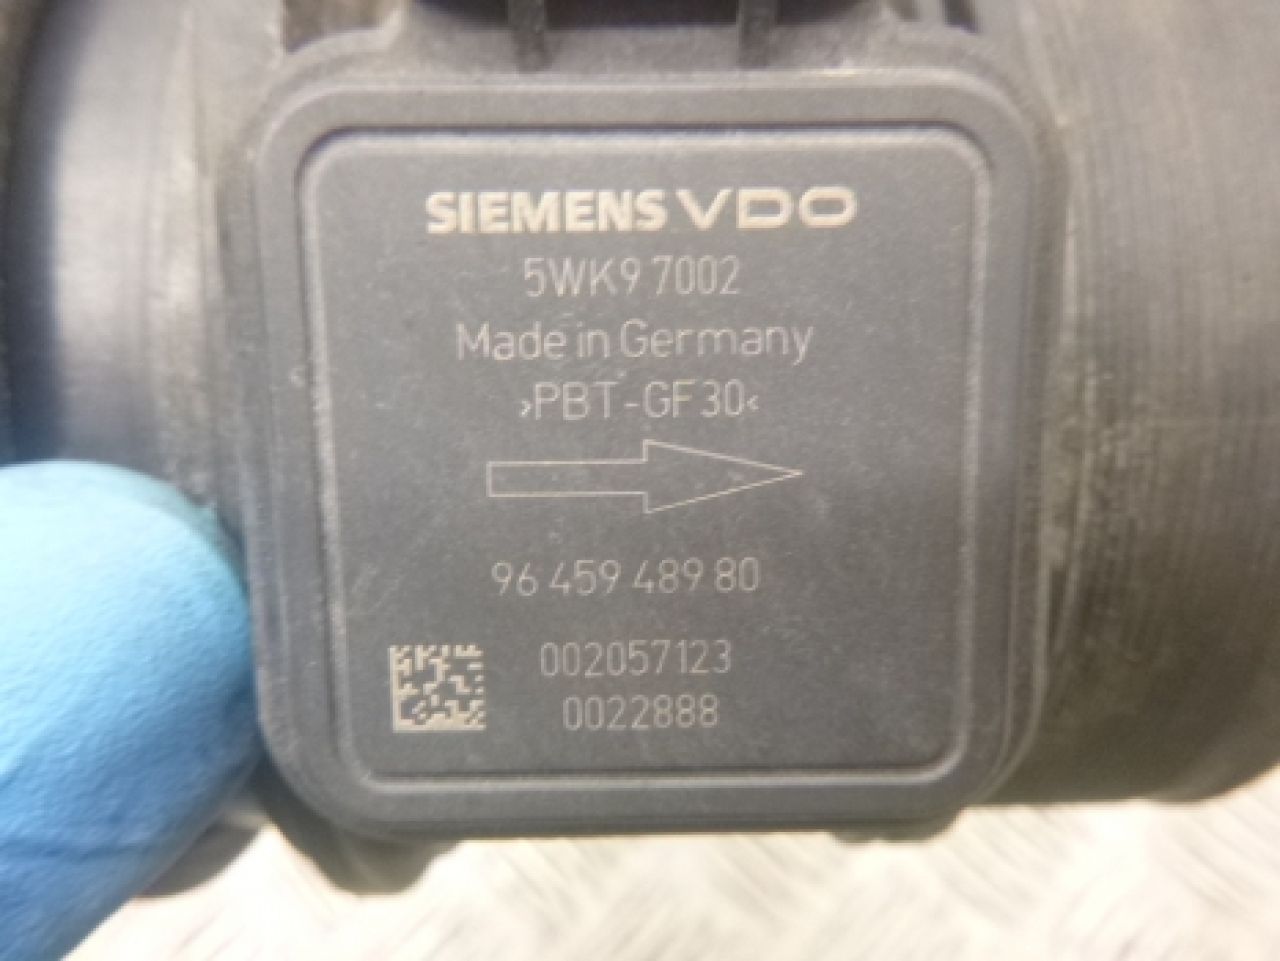 SIEMENS VDO
5WK9 7002
Made in Germany
›PBT-GF30‹
96 459 489 80
002057123
0022888